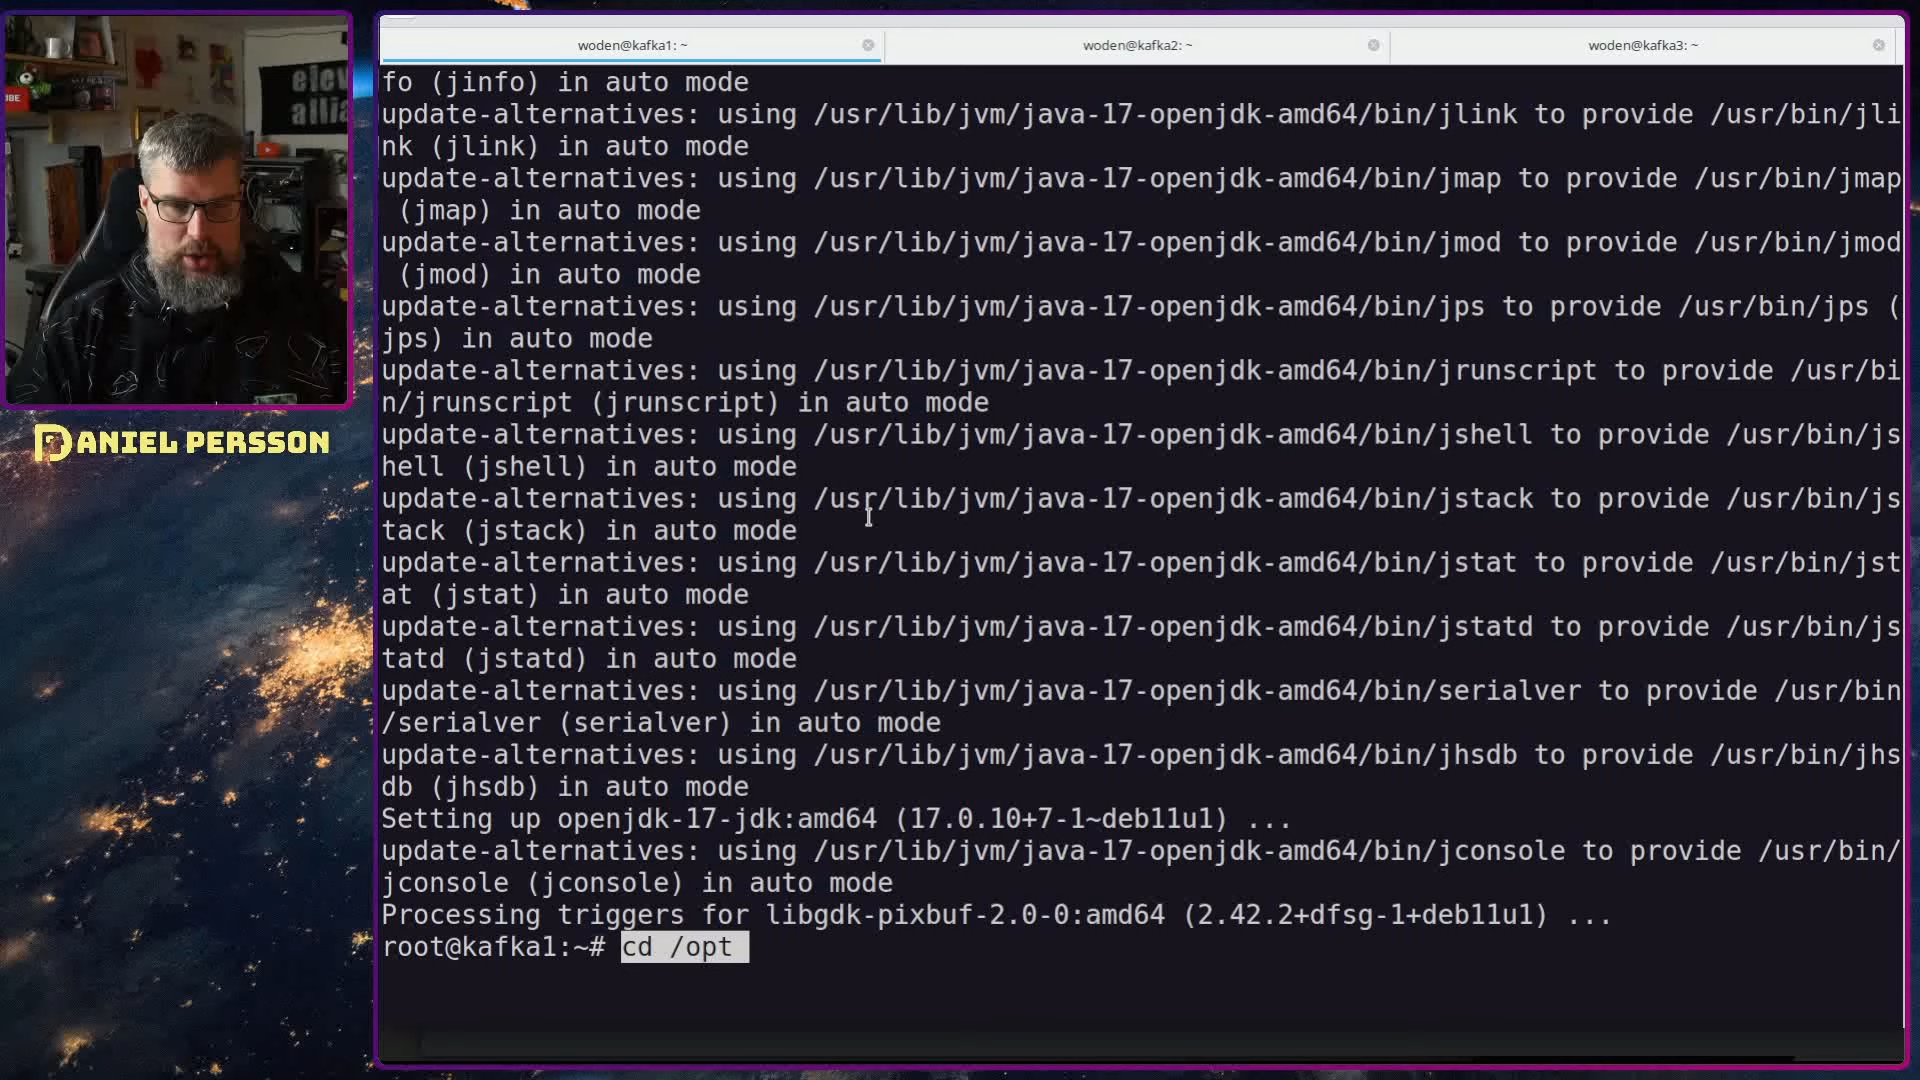 woden@kafka1: ~
woden@kafka2: ~
woden@kafka3: ~
fo (jinfo) in auto mode
update-alternatives: using /usr/lib/jvm/java-17-openjdk-amd64/bin/jlink to provide /usr/bin/jli
nk (jlink) in auto mode
update-alternatives: using /usr/lib/jvm/java-17-openjdk-amd64/bin/jmap to provide /usr/bin/jmap
(jmap) in auto mode
update-alternatives: using /usr/lib/jvm/java-17-openjdk-amd64/bin/jmod to provide /usr/bin/jmod
(jmod) in auto mode
update-alternatives: using /usr/lib/jvm/java-17-openjdk-amd64/bin/jps to provide /usr/bin/jps (
jps) in auto mode
update-alternatives: using /usr/lib/jvm/java-17-openjdk-amd64/bin/jrunscript to provide /usr/bi
n/jrunscript (jrunscript) in auto mode
update-alternatives: using /usr/lib/jvm/java-17-openjdk-amd64/bin/jshell to provide /usr/bin/js
hell (jshell) in auto mode
update-alternatives: using /usr/lib/jvm/java-17-openjdk-amd64/bin/jstack to provide /usr/bin/js
tack (jstack) in auto mode
update-alternatives: using /usr/lib/jvm/java-17-openjdk-amd64/bin/jstat to provide /usr/bin/jst
at (jstat) in auto mode
update-alternatives: using /usr/lib/jvm/java-17-openjdk-amd64/bin/jstatd to provide /usr/bin/js
tatd (jstatd) in auto mode
update-alternatives: using /usr/lib/jvm/java-17-openjdk-amd64/bin/serialver to provide /usr/bin
/serialver (serialver) in auto mode
update-alternatives: using /usr/lib/jvm/java-17-openjdk-amd64/bin/jhsdb to provide /usr/bin/jhs
db (jhsdb) in auto mode
Setting up openjdk-17-jdk:amd64 (17.0.10+7-1~deb11u1) ...
update-alternatives: using /usr/lib/jvm/java-17-openjdk-amd64/bin/jconsole to provide /usr/bin/
jconsole (jconsole) in auto mode
Processing triggers for libgdk-pixbuf-2.0-0:amd64 (2.42.2+dfsg-1+deb11u1) ...
root@kafka1:~# cd /opt
DANIEL PERSSON